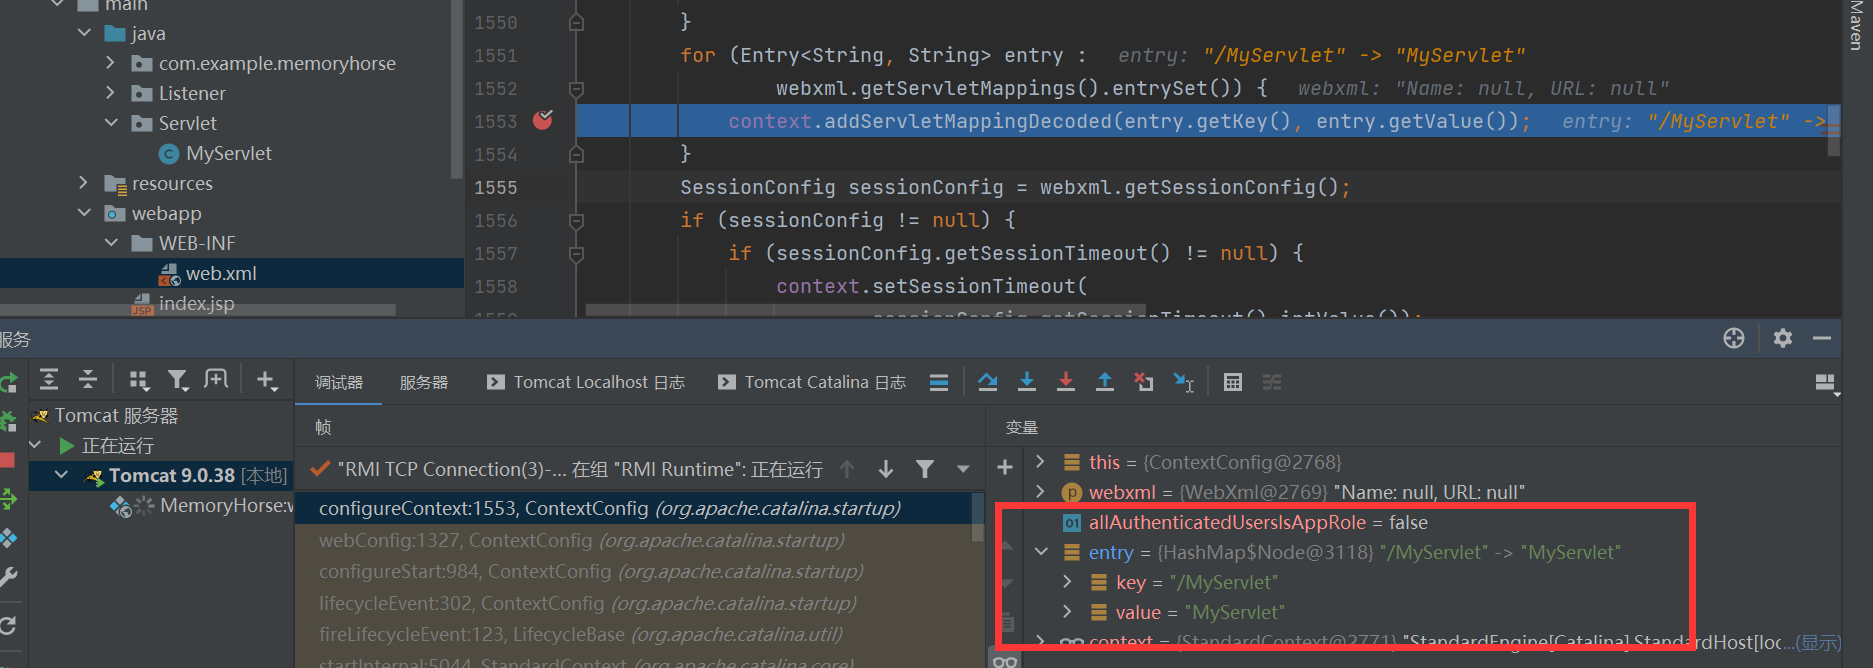 main
java
com.example.memoryhorse
Listener
Servlet
MyServlet
resources
webapp
WEB-INF
web.xml
index.jsp
1550 }
1551 for (Entry<String, String> entry : entry: "/MyServlet" -> "MyServlet"
1552 webxml.getServletMappings().entrySet()) { webxml: "Name: null, URL: null"
1553 context.addServletMappingDecoded(entry.getKey(), entry.getValue()); entry: "/MyServlet" ->
1554 }
1555 SessionConfig sessionConfig = webxml.getSessionConfig();
1556 if (sessionConfig != null) {
1557 if (sessionConfig.getSessionTimeout() != null) {
1558 context.setSessionTimeout(
1559 sessionConfig.getSessionTimeout().intValue());
Maven
服务
调试器 服务器 Tomcat Localhost 日志 Tomcat Catalina 日志
Tomcat 服务器
正在运行
Tomcat 9.0.38 [本地]
MemoryHorse:w
帧
"RMI TCP Connection(3)-... 在组 "RMI Runtime": 正在运行
configureContext:1553, ContextConfig (org.apache.catalina.startup)
webConfig:1327, ContextConfig (org.apache.catalina.startup)
configureStart:984, ContextConfig (org.apache.catalina.startup)
lifecycleEvent:302, ContextConfig (org.apache.catalina.startup)
fireLifecycleEvent:123, LifecycleBase (org.apache.catalina.util)
startInternal:5044, StandardContext (org.apache.catalina.core)
变量
this = {ContextConfig@2768}
webxml = {WebXml@2769} "Name: null, URL: null"
allAuthenticatedUsersIsAppRole = false
entry = {HashMap$Node@3118} "/MyServlet" -> "MyServlet"
key = "/MyServlet"
value = "MyServlet"
context = {StandardContext@2771} "StandardEngine[Catalina].StandardHost[loc...(显示)